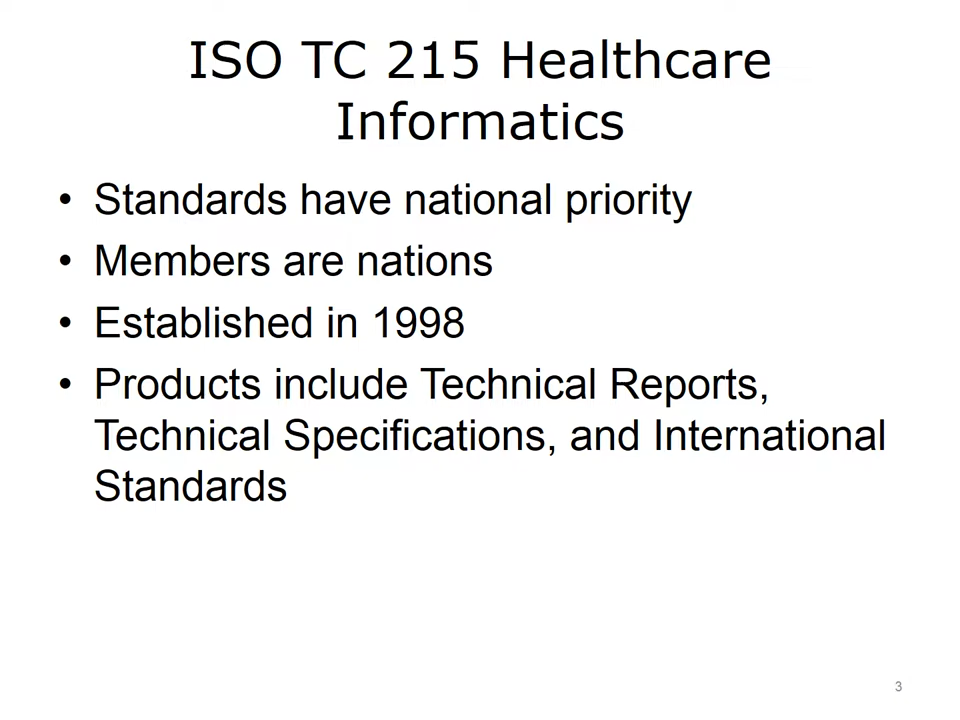 ISO TC 215 Healthcare
Informatics
• Standards have national priority
• Members are nations
• Established in 1998
• Products include Technical Reports,
Technical Specifications, and International
Standards
3